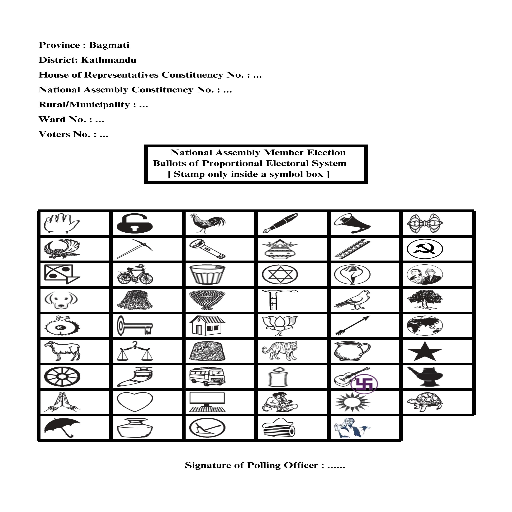 Province : Bagmati
District: Kathmandu
House of Representatives Constituency No. : ...
National Assembly Constituency No. : ...
Rural/Municipality : ...
Ward No. : ...
Voters No. : ...
National Assembly Member Election
Ballots of Proportional Electoral System
[ Stamp only inside a symbol box ]
Signature of Polling Officer : ......